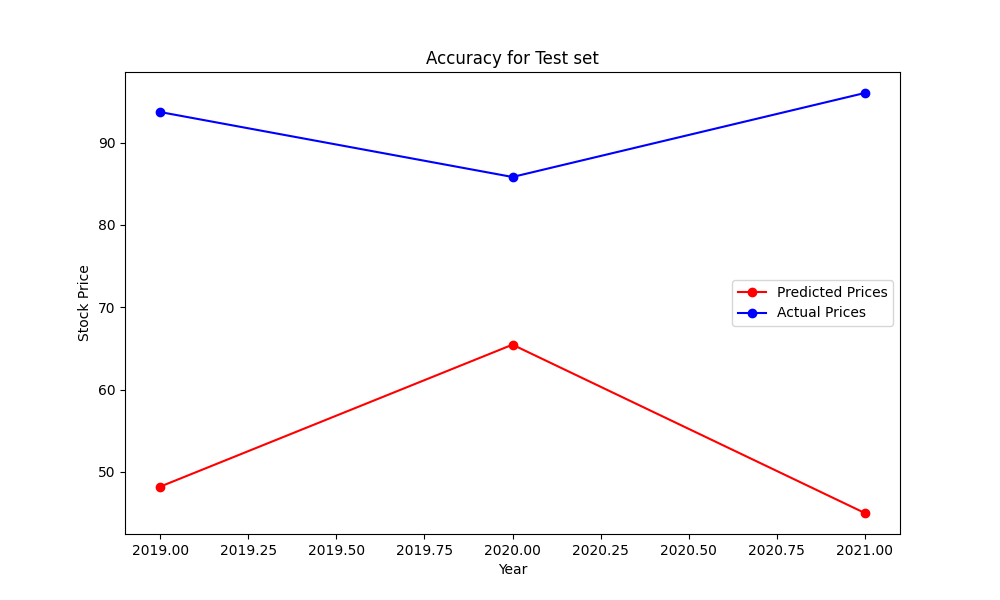 Accuracy for Test set
90
80
70
60
50
Stock Price
Predicted Prices
Actual Prices
2019.00 2019.25 2019.50 2019.75 2020.00 2020.25 2020.50 2020.75 2021.00
Year